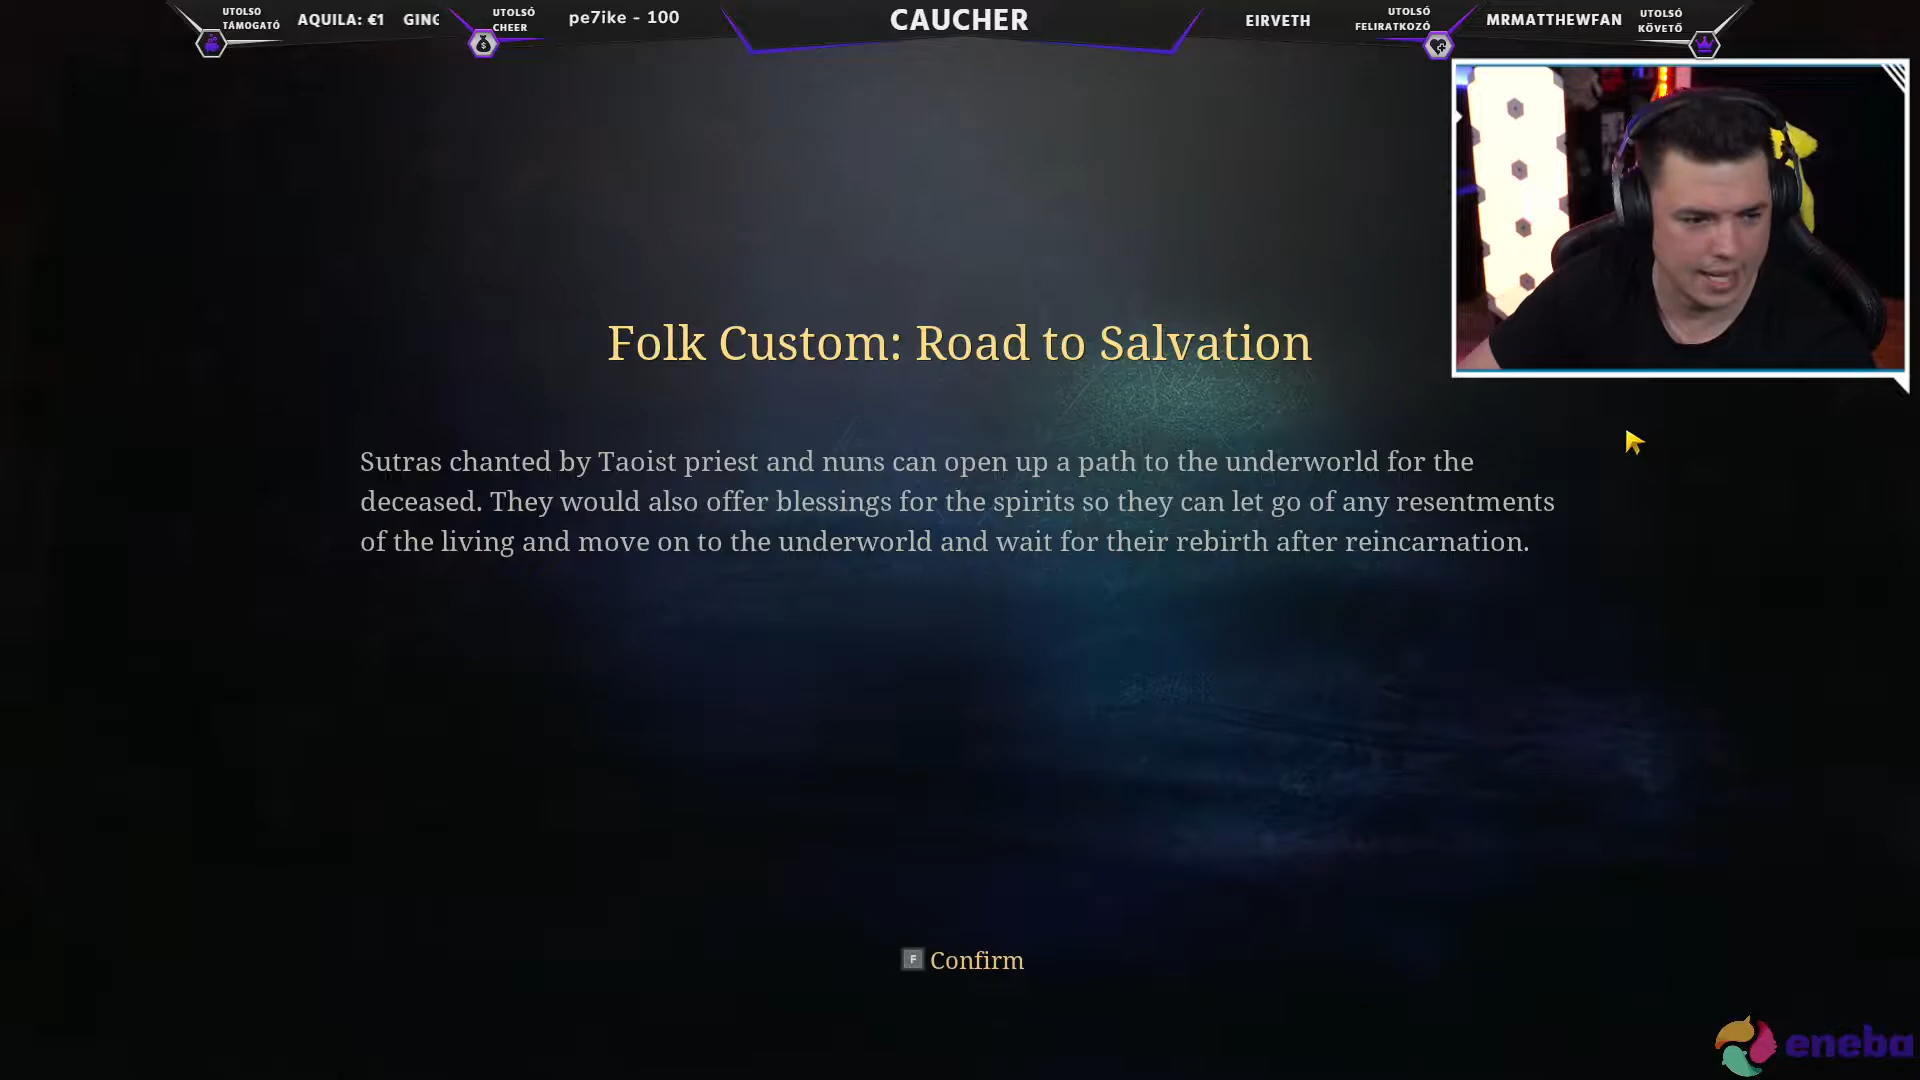 UTOLSO
TÁMOGATÓ
AQUILA: €1 GING
UTOLSÓ
CHEER
pe7ike - 100
CAUCHER
EIRVETH
UTOLSÓ
FELIRATKOZÓ
MRMATTHEWFAN
UTOLSÓ
KÖVETŐ
Folk Custom: Road to Salvation
Sutras chanted by Taoist priest and nuns can open up a path to the underworld for the
deceased. They would also offer blessings for the spirits so they can let go of any resentments
of the living and move on to the underworld and wait for their rebirth after reincarnation.
F Confirm
eneba